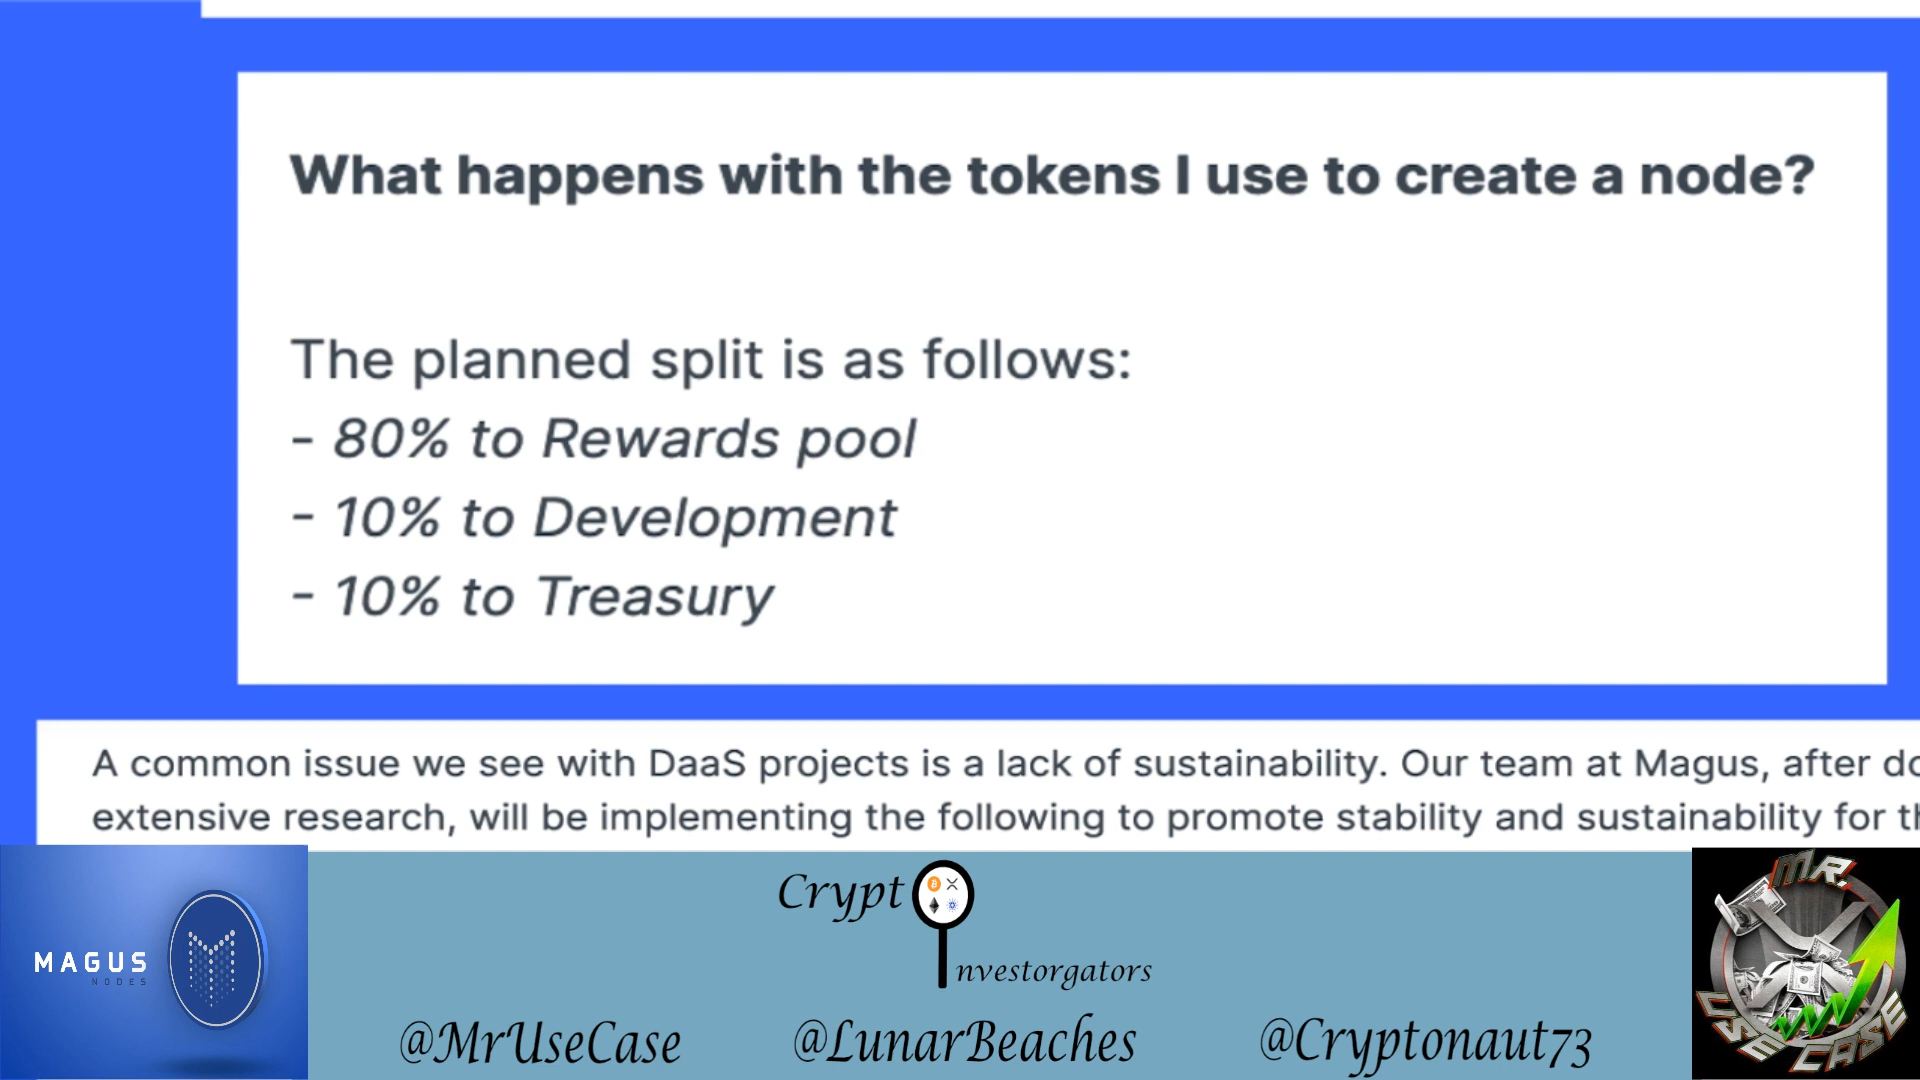 What happens with the tokens I use to create a node?
The planned split is as follows:
- 80% to Rewards pool
- 10% to Development
- 10% to Treasury
A common issue we see with DaaS projects is a lack of sustainability. Our team at Magus, after
extensive research, will be implementing the following to promote stability and sustainability for
MAGUS
NODES
Crypt
nvestorgators
@MrUseCase
@LunarBeaches
@Cryptonaut73
MR.
USE CASE